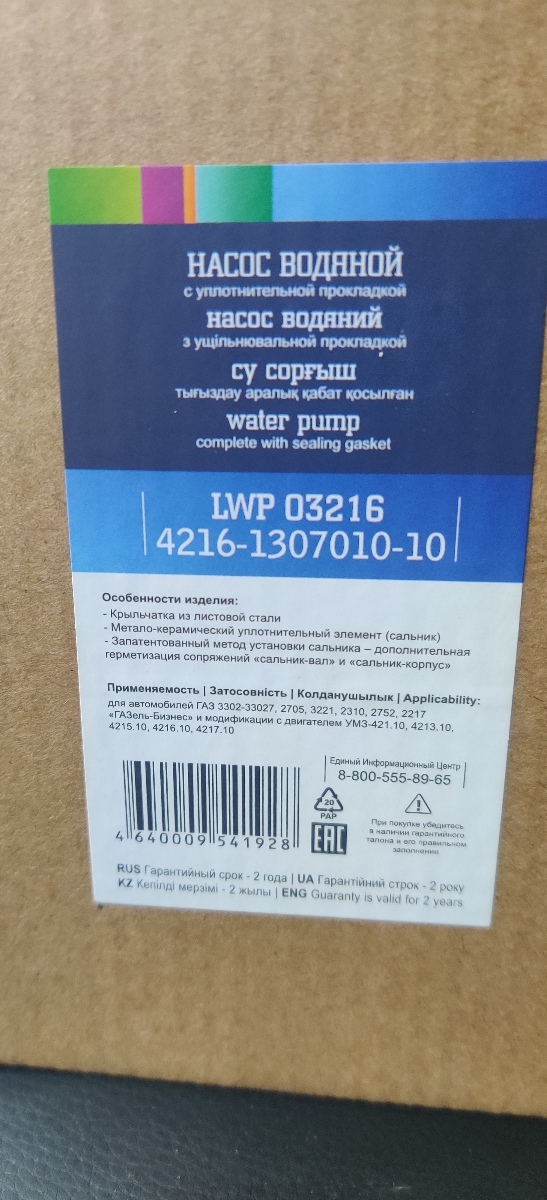 НАСОС ВОДЯНОЙ
с уплотнительной прокладкой
насос водяний
з ущільнювальной прокладкой
су сорғыш
тығыздау аралық қабат қосылған
water pump
complete with sealing gasket
LWP 03216
4216-1307010-10
Особенности изделия:
- Крыльчатка из листовой стали
- Метало-керамический уплотнительный элемент (сальник)
- Запатентованный метод установки сальника – дополнительная
герметизация сопряжений «сальник-вал» и «сальник-корпус»
Применяемость | Затосовність | Колданушылык | Applicability:
для автомобилей ГАЗ 3302-33027, 2705, 3221, 2310, 2752, 2217
«ГАЗель-Бизнес» и модификации с двигателем УМЗ-421.10, 4213.10,
4215.10, 4216.10, 4217.10
Единый Информационный Центр
8-800-555-89-65
20
PAP
EAC
При покупке убедитесь
в наличии гарантийного
талона и его правильном
заполнении
4 640009 541928
RUS Гарантийный срок - 2 года | UA Гарантійний строк - 2 року
KZ Кепілді мерзімі - 2 жылы | ENG Guaranty is valid for 2 years